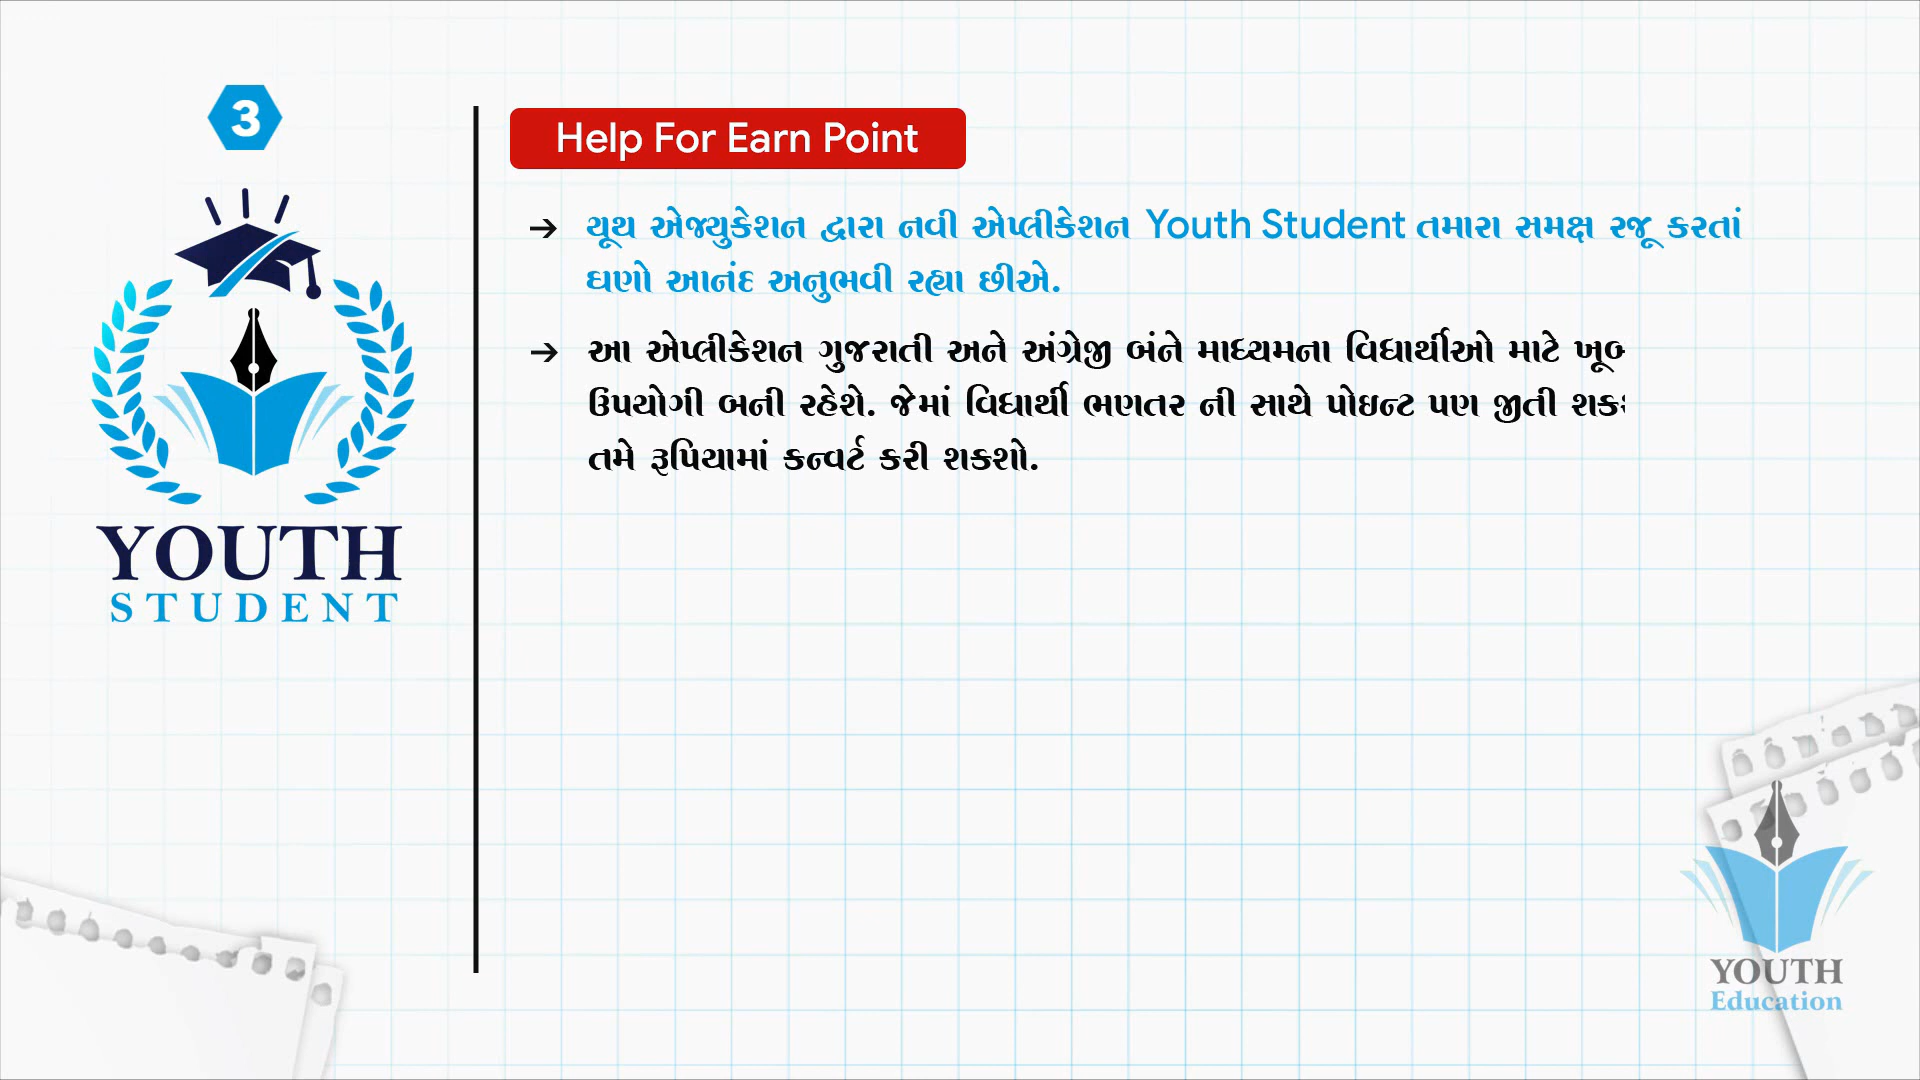 3
YOUTH
STUDENT
Help For Earn Point
→ યૂથ એજ્યુકેશન દ્વારા નવી એપ્લીકેશન Youth Student તમારા સમક્ષ રજૂ કરતાં
ઘણો આનંદ અનુભવી રહ્યા છીએ.
→ આ એપ્લીકેશન ગુજરાતી અને અંગ્રેજી બંને માધ્યમના વિધાર્થીઓ માટે
ઉપયોગી બની રહેશે. જેમાં વિધાર્થી ભણતર ની સાથે પોઇન્ટ પણ જીતી
તમે રૂપિયામાં કન્વર્ટ કરી શકશો.
YOUTH
Education